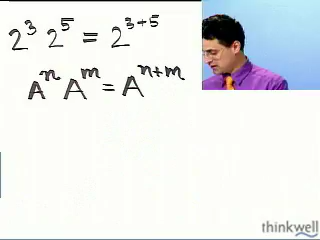 2³ 2⁵ = 2³⁺⁵
Aⁿ Aᵐ = Aⁿ⁺ᵐ
thinkwell